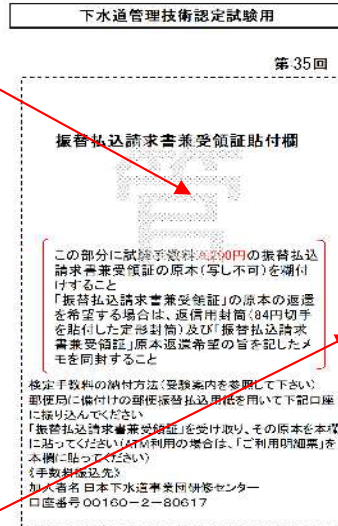 下水道管理技術認定試験用
第35回
振替払込請求書兼受領証貼付欄
この部分に試験手数料 ,290円の振替払込
請求書兼受領証の原本(写し不可)を糊付
けすること
「振替払込請求書兼受領証」の原本の返還
を希望する場合は、返信用封筒(84円切手
を貼付した定形封筒)及び「振替払込請求
書兼受領証」原本返還希望の旨を記したメ
モを同封すること
検定手数料の納付方法(受験案内を参照して下さい)
郵便局に備付けの郵便振替払込用紙を用いて下記口座
に振り込んでください
「振替払込請求書兼受領証」を受け取り、その原本を本欄
に貼ってください(ATM利用の場合は、「ご利用明細票」を
本欄に貼ってください)
《手数料振込先》
加入者名 日本下水道事業団研修センター
口座番号 00160-2-80617